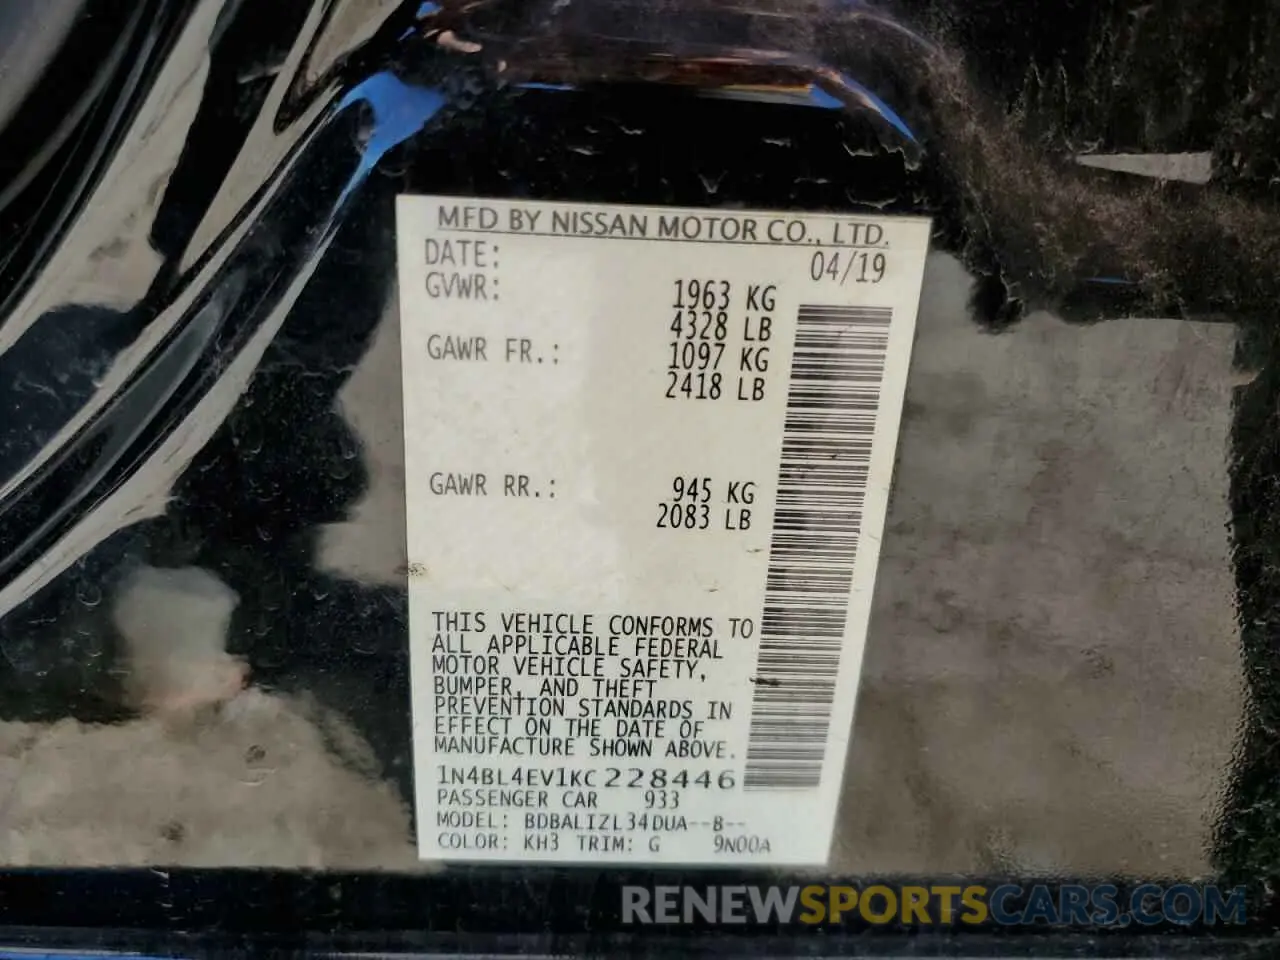 MFD BY NISSAN MOTOR CO., LTD.
DATE: 04/19
GVWR: 1963 KG
4328 LB
GAWR FR.: 1097 KG
2418 LB
GAWR RR.: 945 KG
2083 LB
THIS VEHICLE CONFORMS TO
ALL APPLICABLE FEDERAL
MOTOR VEHICLE SAFETY,
BUMPER, AND THEFT
PREVENTION STANDARDS IN
EFFECT ON THE DATE OF
MANUFACTURE SHOWN ABOVE.
1N4BL4EV1KC228446
PASSENGER CAR 933
MODEL: BDBALIZL34DUA--B--
COLOR: KH3 TRIM: G 9N00A
RENEWSPORTSCARS.COM